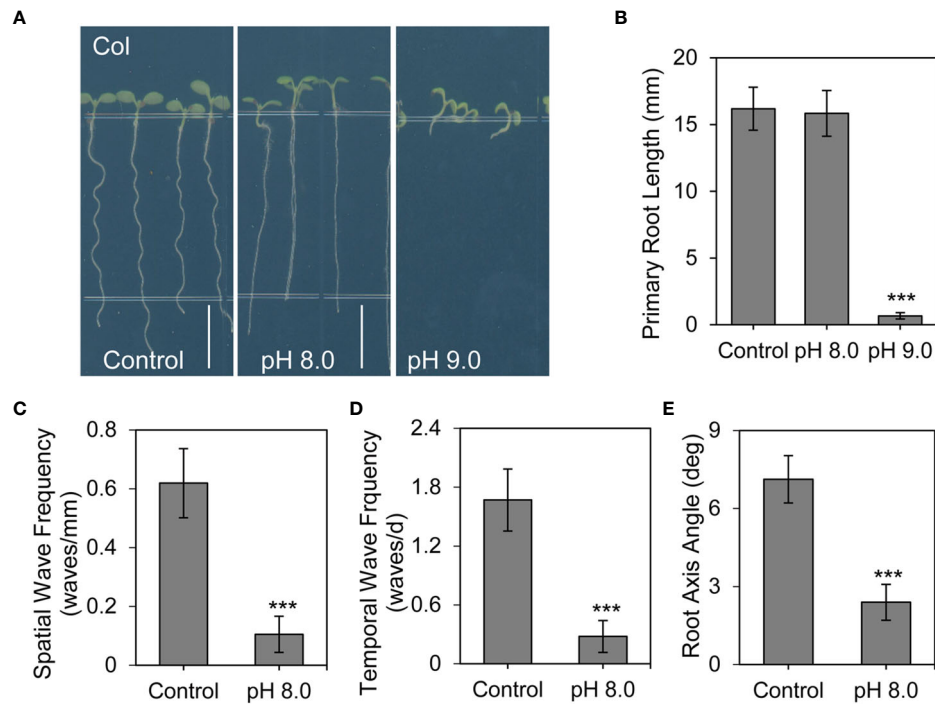 A
Col
Control
pH 8.0
pH 9.0
B
Primary Root Length (mm)
20
15
10
5
0
***
Control
pH 8.0
pH 9.0
C
Spatial Wave Frequency
(waves/mm)
0.8
0.6
0.4
0.2
0
***
Control
pH 8.0
D
Temporal Wave Frquency
(waves/d)
2.4
1.8
1.2
0.6
0
***
Control
pH 8.0
E
Root Axis Angle (deg)
9
6
3
0
***
Control
pH 8.0